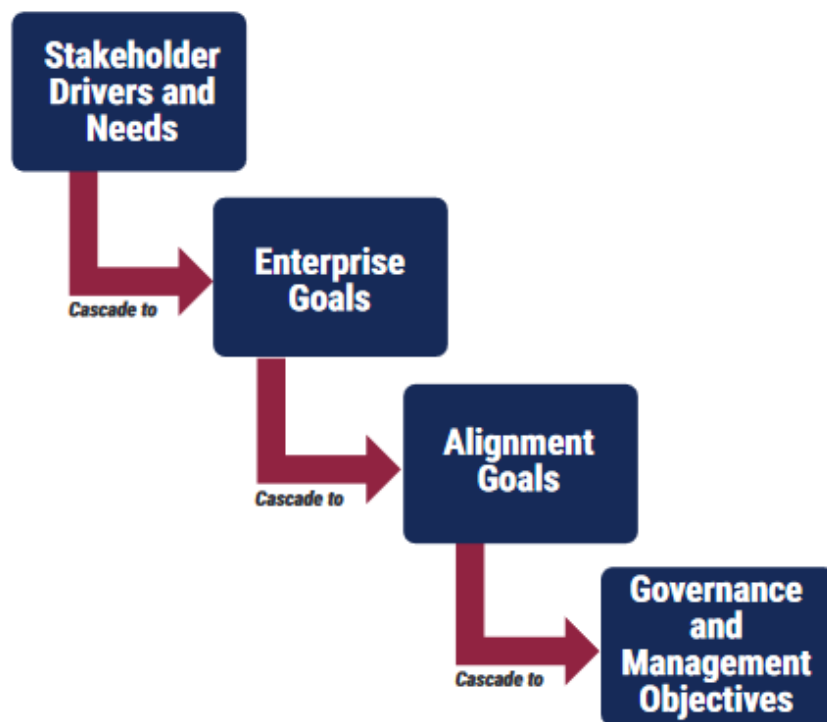 Stakeholder
Drivers and
Needs
Cascade to
Enterprise
Goals
Cascade to
Alignment
Goals
Cascade to
Governance
and
Management
Objectives